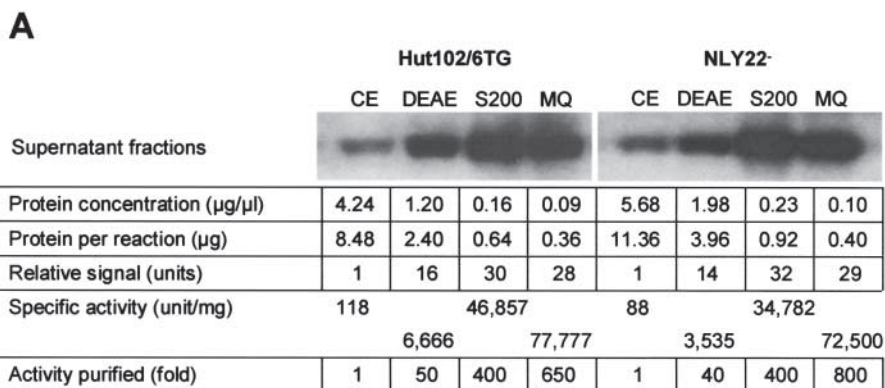 A
Hut102/6TG NLY22-
CE DEAE S200 MQ CE DEAE S200 MQ
Supernatant fractions
Protein concentration (µg/µl) 4.24 1.20 0.16 0.09 5.68 1.98 0.23 0.10
Protein per reaction (µg) 8.48 2.40 0.64 0.36 11.36 3.96 0.92 0.40
Relative signal (units) 1 16 30 28 1 14 32 29
Specific activity (unit/mg) 118 46,857 88 34,782
6,666 77,777 3,535 72,500
Activity purified (fold) 1 50 400 650 1 40 400 800